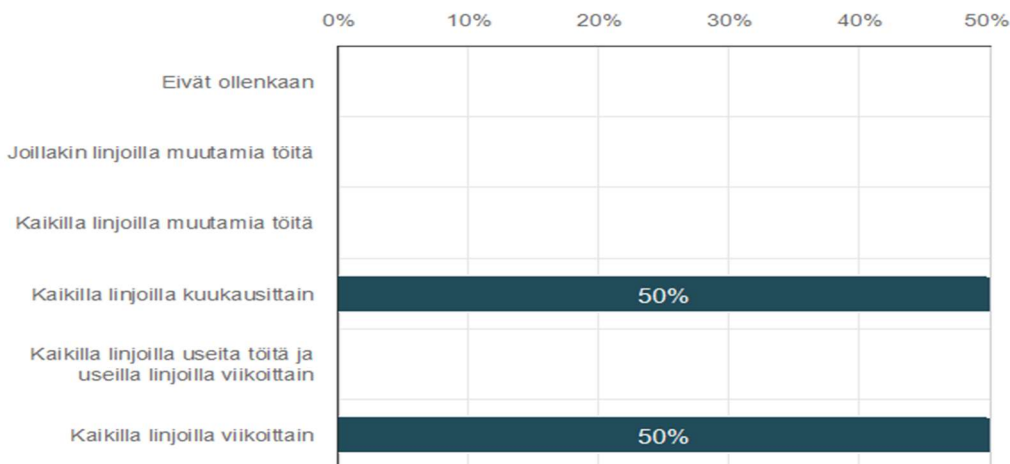 0% 10% 20% 30% 40% 50%
Eivät ollenkaan
Joillakin linjoilla muutamia töitä
Kaikilla linjoilla muutamia töitä
Kaikilla linjoilla kuukausittain 50%
Kaikilla linjoilla useita töitä ja
useilla linjoilla viikoittain
Kaikilla linjoilla viikoittain 50%